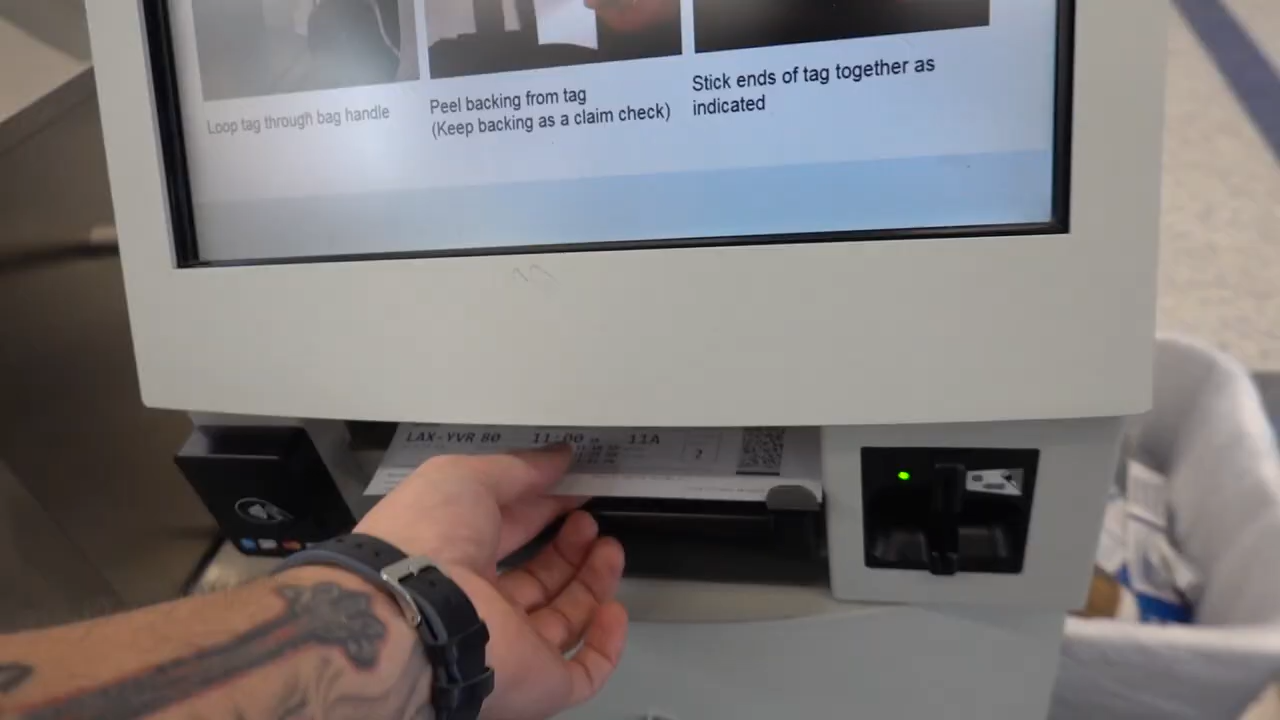 Loop tag through bag handle
Peel backing from tag
(Keep backing as a claim check)
Stick ends of tag together as
indicated
LAX-YVR 80 11:00 11A
2